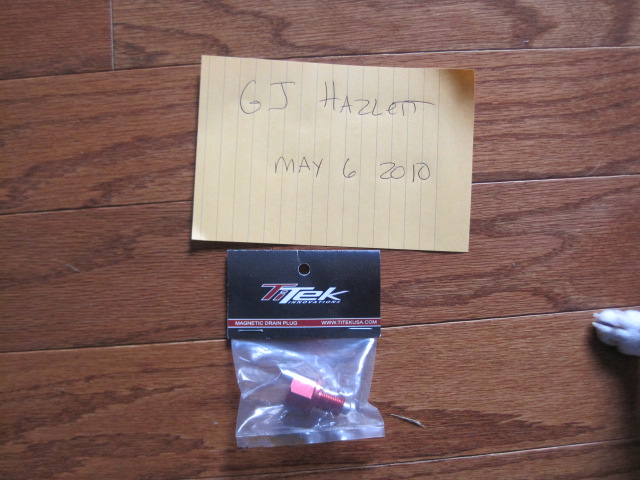 GJ HAZLETT
MAY 6 2010
TiTek
INNOVATIONS
MAGNETIC DRAIN PLUG WWW.TITEKUSA.COM